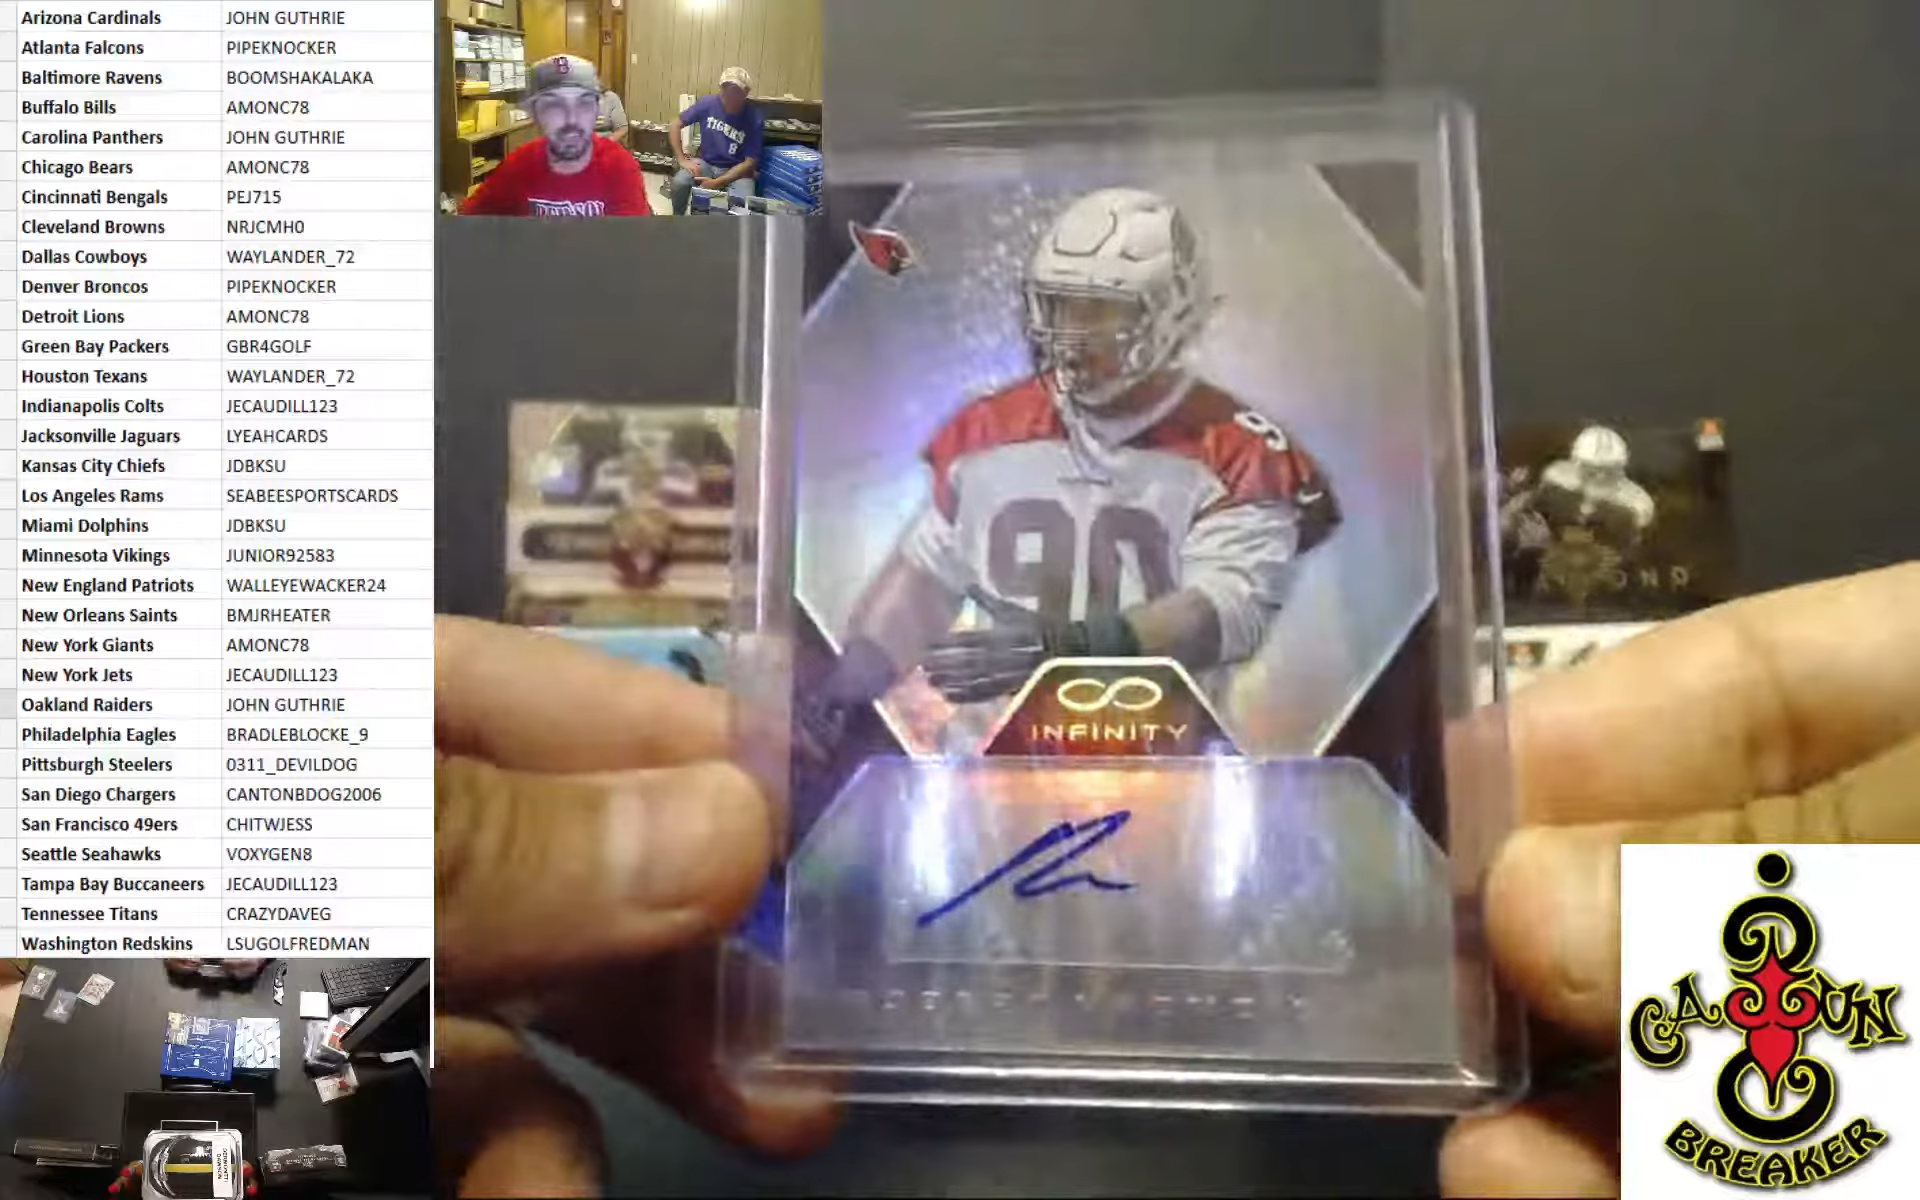 Arizona Cardinals JOHN GUTHRIE
Atlanta Falcons PIPEKNOCKER
Baltimore Ravens BOOMSHAKALAKA
Buffalo Bills AMONC78
Carolina Panthers JOHN GUTHRIE
Chicago Bears AMONC78
Cincinnati Bengals PEJ715
Cleveland Browns NRJCMH0
Dallas Cowboys WAYLANDER_72
Denver Broncos PIPEKNOCKER
Detroit Lions AMONC78
Green Bay Packers GBR4GOLF
Houston Texans WAYLANDER_72
Indianapolis Colts JECAUDILL123
Jacksonville Jaguars LYEAHCARDS
Kansas City Chiefs JDBKSU
Los Angeles Rams SEABEESPORTSCARDS
Miami Dolphins JDBKSU
Minnesota Vikings JUNIOR92583
New England Patriots WALLEYEWACKER24
New Orleans Saints BMJRHEATER
New York Giants AMONC78
New York Jets JECAUDILL123
Oakland Raiders JOHN GUTHRIE
Philadelphia Eagles BRADLEBLOCKE_9
Pittsburgh Steelers 0311_DEVILDOG
San Diego Chargers CANTONBDOG2006
San Francisco 49ers CHITWJESS
Seattle Seahawks VOXYGEN8
Tampa Bay Buccaneers JECAUDILL123
Tennessee Titans CRAZYDAVEG
Washington Redskins LSUGOLFREDMAN
TIGERS
8
90
90
INFINITY
CAJUN
BREAKER